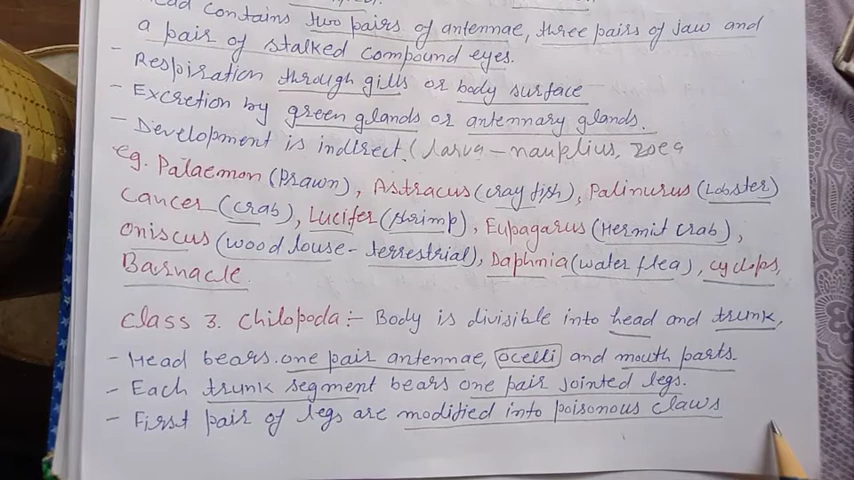 ead contains two pairs of antennae, three pairs of jaw and
a pair of stalked compound eyes.
- Respiration through gills or body surface
- Excretion by green glands or antennary glands.
- Development is indirect. (larva - nauplius, zoea
eg. Palaemon (Prawn), Astracus (cray fish), Palinurus (Lobster)
Cancer (crab), Lucifer (shrimp), Eupagarus (Hermit crab),
Oniscus (wood louse - terrestrial), Daphnia (water flea), cyclops,
Barnacle.
Class 3. Chilopoda :- Body is divisible into head and trunk,
- Head bears one pair antennae, ocelli and mouth parts.
- Each trunk segment bears one pair jointed legs.
- First pair of legs are modified into poisonous claws